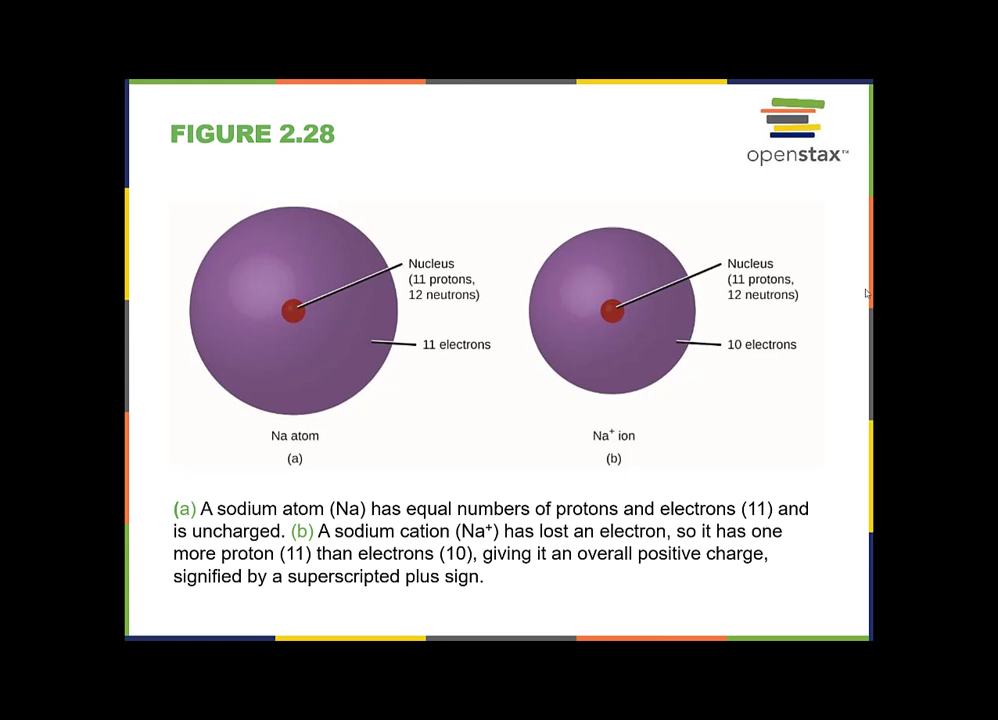 FIGURE 2.28
openstax™
Nucleus
(11 protons,
12 neutrons)
11 electrons
Na atom
(a)
Nucleus
(11 protons,
12 neutrons)
10 electrons
Na⁺ ion
(b)
(a) A sodium atom (Na) has equal numbers of protons and electrons (11) and
is uncharged. (b) A sodium cation (Na⁺) has lost an electron, so it has one
more proton (11) than electrons (10), giving it an overall positive charge,
signified by a superscripted plus sign.